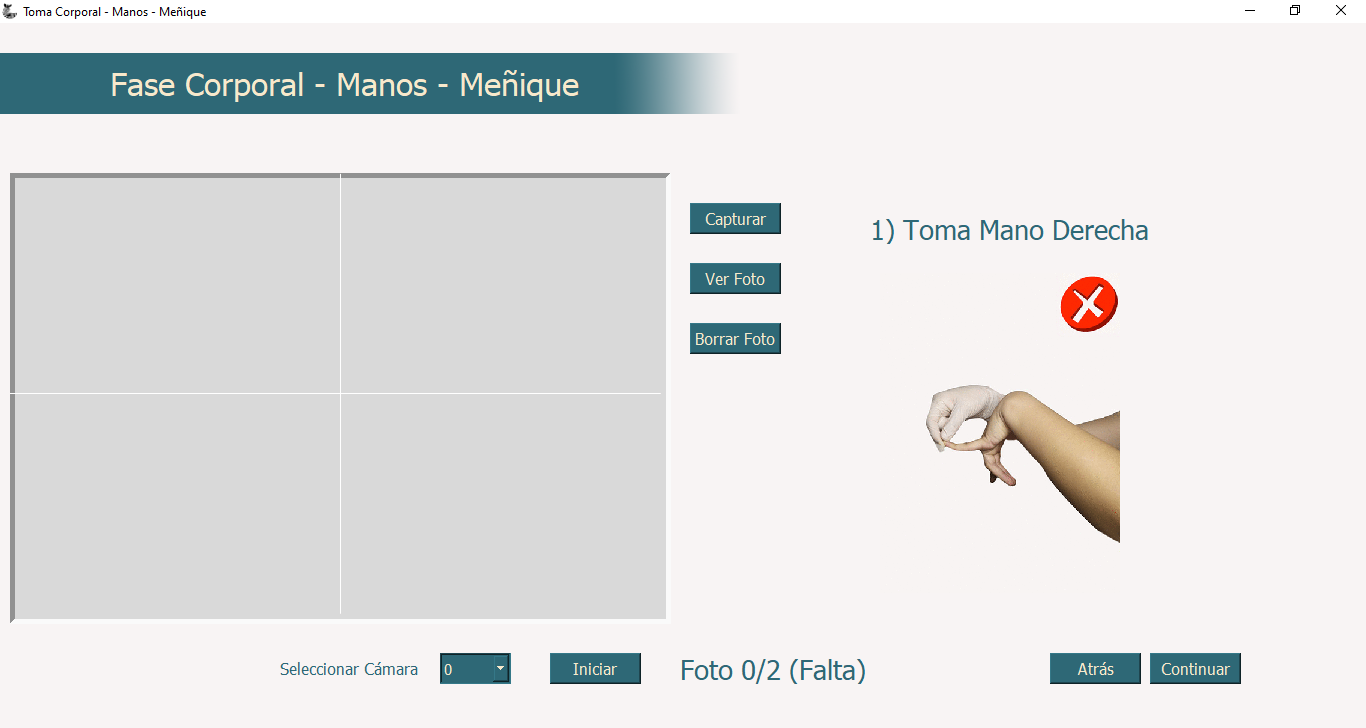 Toma Corporal - Manos - Meñique
Fase Corporal - Manos - Meñique
Capturar
Ver Foto
Borrar Foto
1) Toma Mano Derecha
Seleccionar Cámara
0
Iniciar
Foto 0/2 (Falta)
Atrás
Continuar